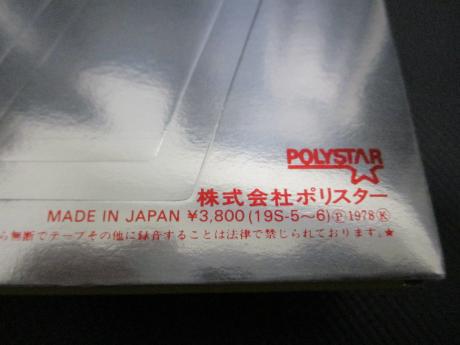 POLYSTAR
株式会社ポリスター
MADE IN JAPAN ¥3,800 (19S-5~6) Ⓟ 1978 Ⓚ
ら無断でテープその他に録音することは法律で禁じられております。★